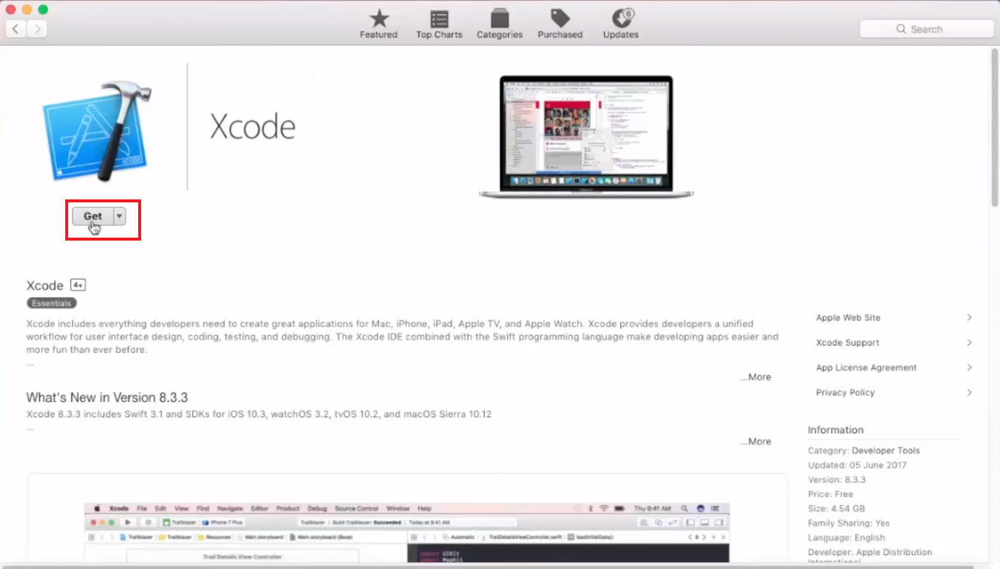 Featured
Top Charts
Categories
Purchased
6
Updates
Search
XCODE
Xcode
Get
Xcode 4+
Essentials
Xcode includes everything developers need to create great applications for Mac, iPhone, iPad, Apple TV, and Apple Watch. Xcode provides developers a unified
workflow for user interface design, coding, testing, and debugging. The Xcode IDE combined with the Swift programming language make developing apps easier and
more fun than ever before.
...
...More
What's New in Version 8.3.3
Xcode 8.3.3 includes Swift 3.1 and SDKs for iOS 10.3, watchOS 3.2, tvOS 10.2, and macOS Sierra 10.12
...
...More
Apple Web Site
Xcode Support
App License Agreement
Privacy Policy
Information
Category: Developer Tools
Updated: 05 June 2017
Version: 8.3.3
Price: Free
Size: 4.54 GB
Family Sharing: Yes
Language: English
Developer: Apple Distribution
International
Xcode File Edit View Find Navigate Editor Product Debug Source Control Window Help Thu 9:41 AM
Trailblazer iPhone 7 Plus Trailblazer | Build Trailblazer: Succeeded | Today at 9:41 AM
Trailblazer Trailblazer Resources Main.storyboard Main.storyboard (Base) Automatic TrailDetailsViewController.swift loadInitialData()
Trail Details View Controller
import UIKit
import MapKit